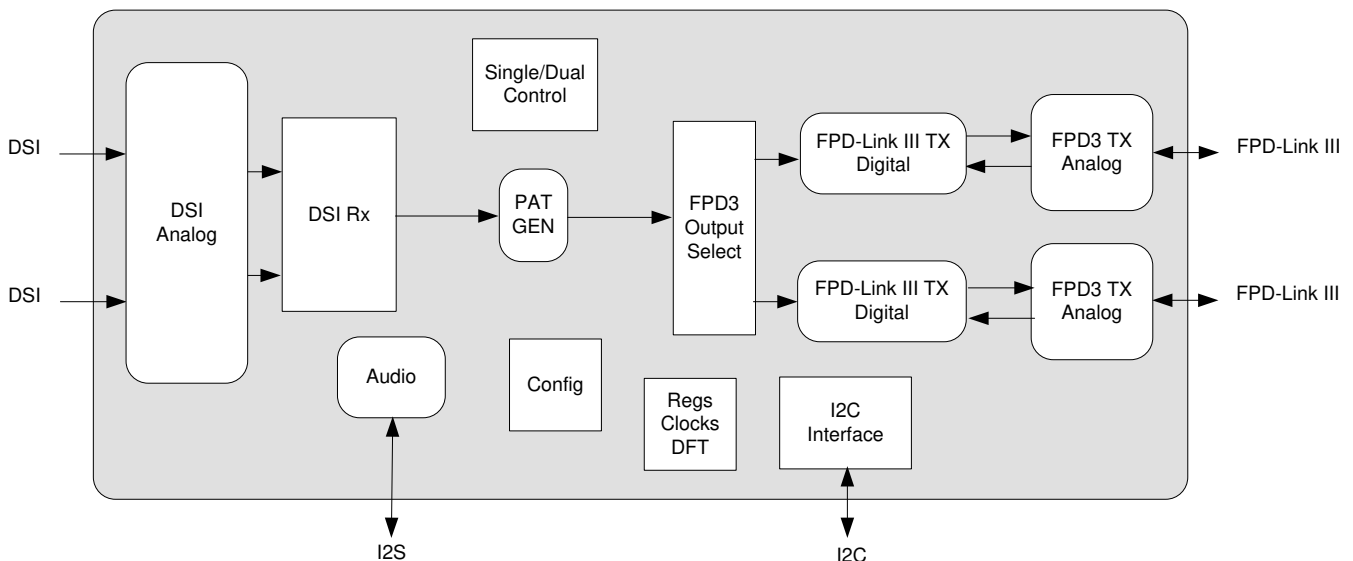 Single/Dual
Control
DSI
DSI
DSI
Analog
DSI Rx
PAT
GEN
FPD3
Output
Select
FPD-Link III TX
Digital
FPD3 TX
Analog
FPD-Link III
FPD-Link III TX
Digital
FPD3 TX
Analog
FPD-Link III
Audio
Config
Regs
Clocks
DFT
I2C
Interface
I2S
I2C